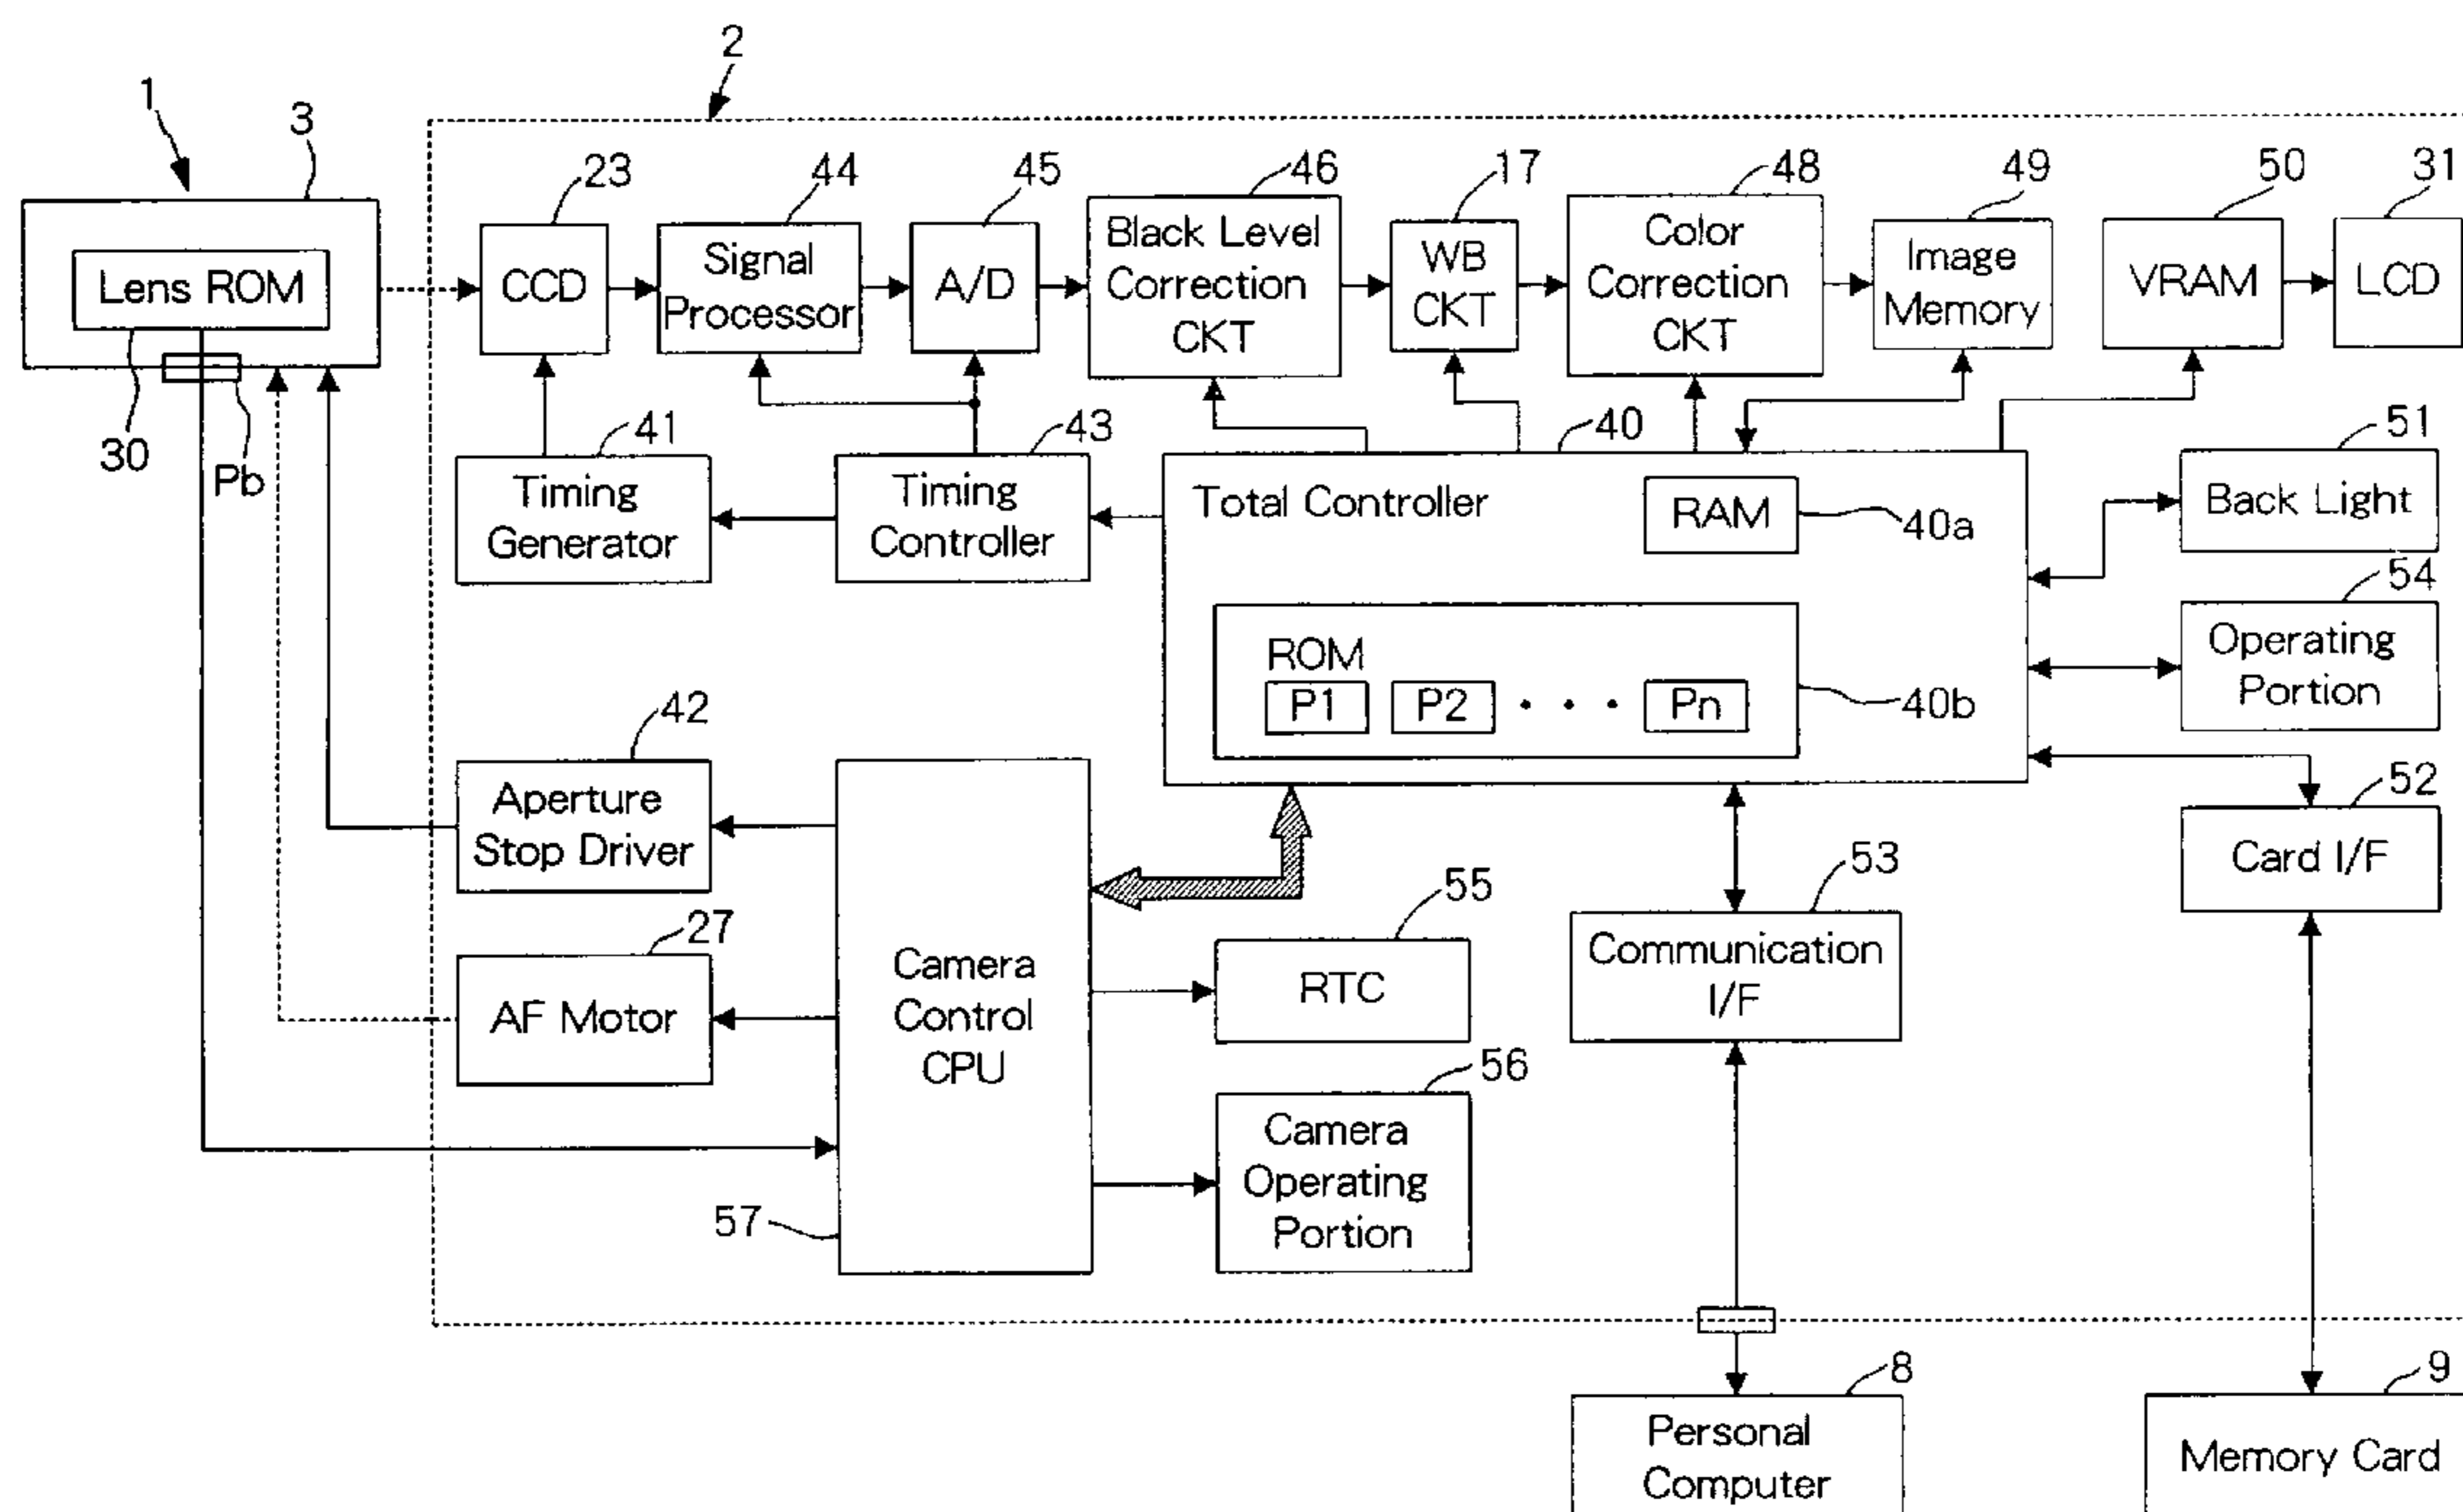 2
1
3
23
44
45
46
17
48
49
50
31
Lens ROM
CCD
Signal
Processor
A/D
Black Level
Correction
CKT
WB
CKT
Color
Correction
CKT
Image
Memory
VRAM
LCD
30
Pb
41
43
40
51
Timing
Generator
Timing
Controller
Total Controller
RAM
40a
Back Light
54
ROM
P1
P2
• • •
Pn
40b
Operating
Portion
42
52
Aperture
Stop Driver
Card I/F
53
55
27
Camera
Control
CPU
Communication
I/F
RTC
AF Motor
56
Camera
Operating
Portion
57
8
9
Personal
Computer
Memory Card